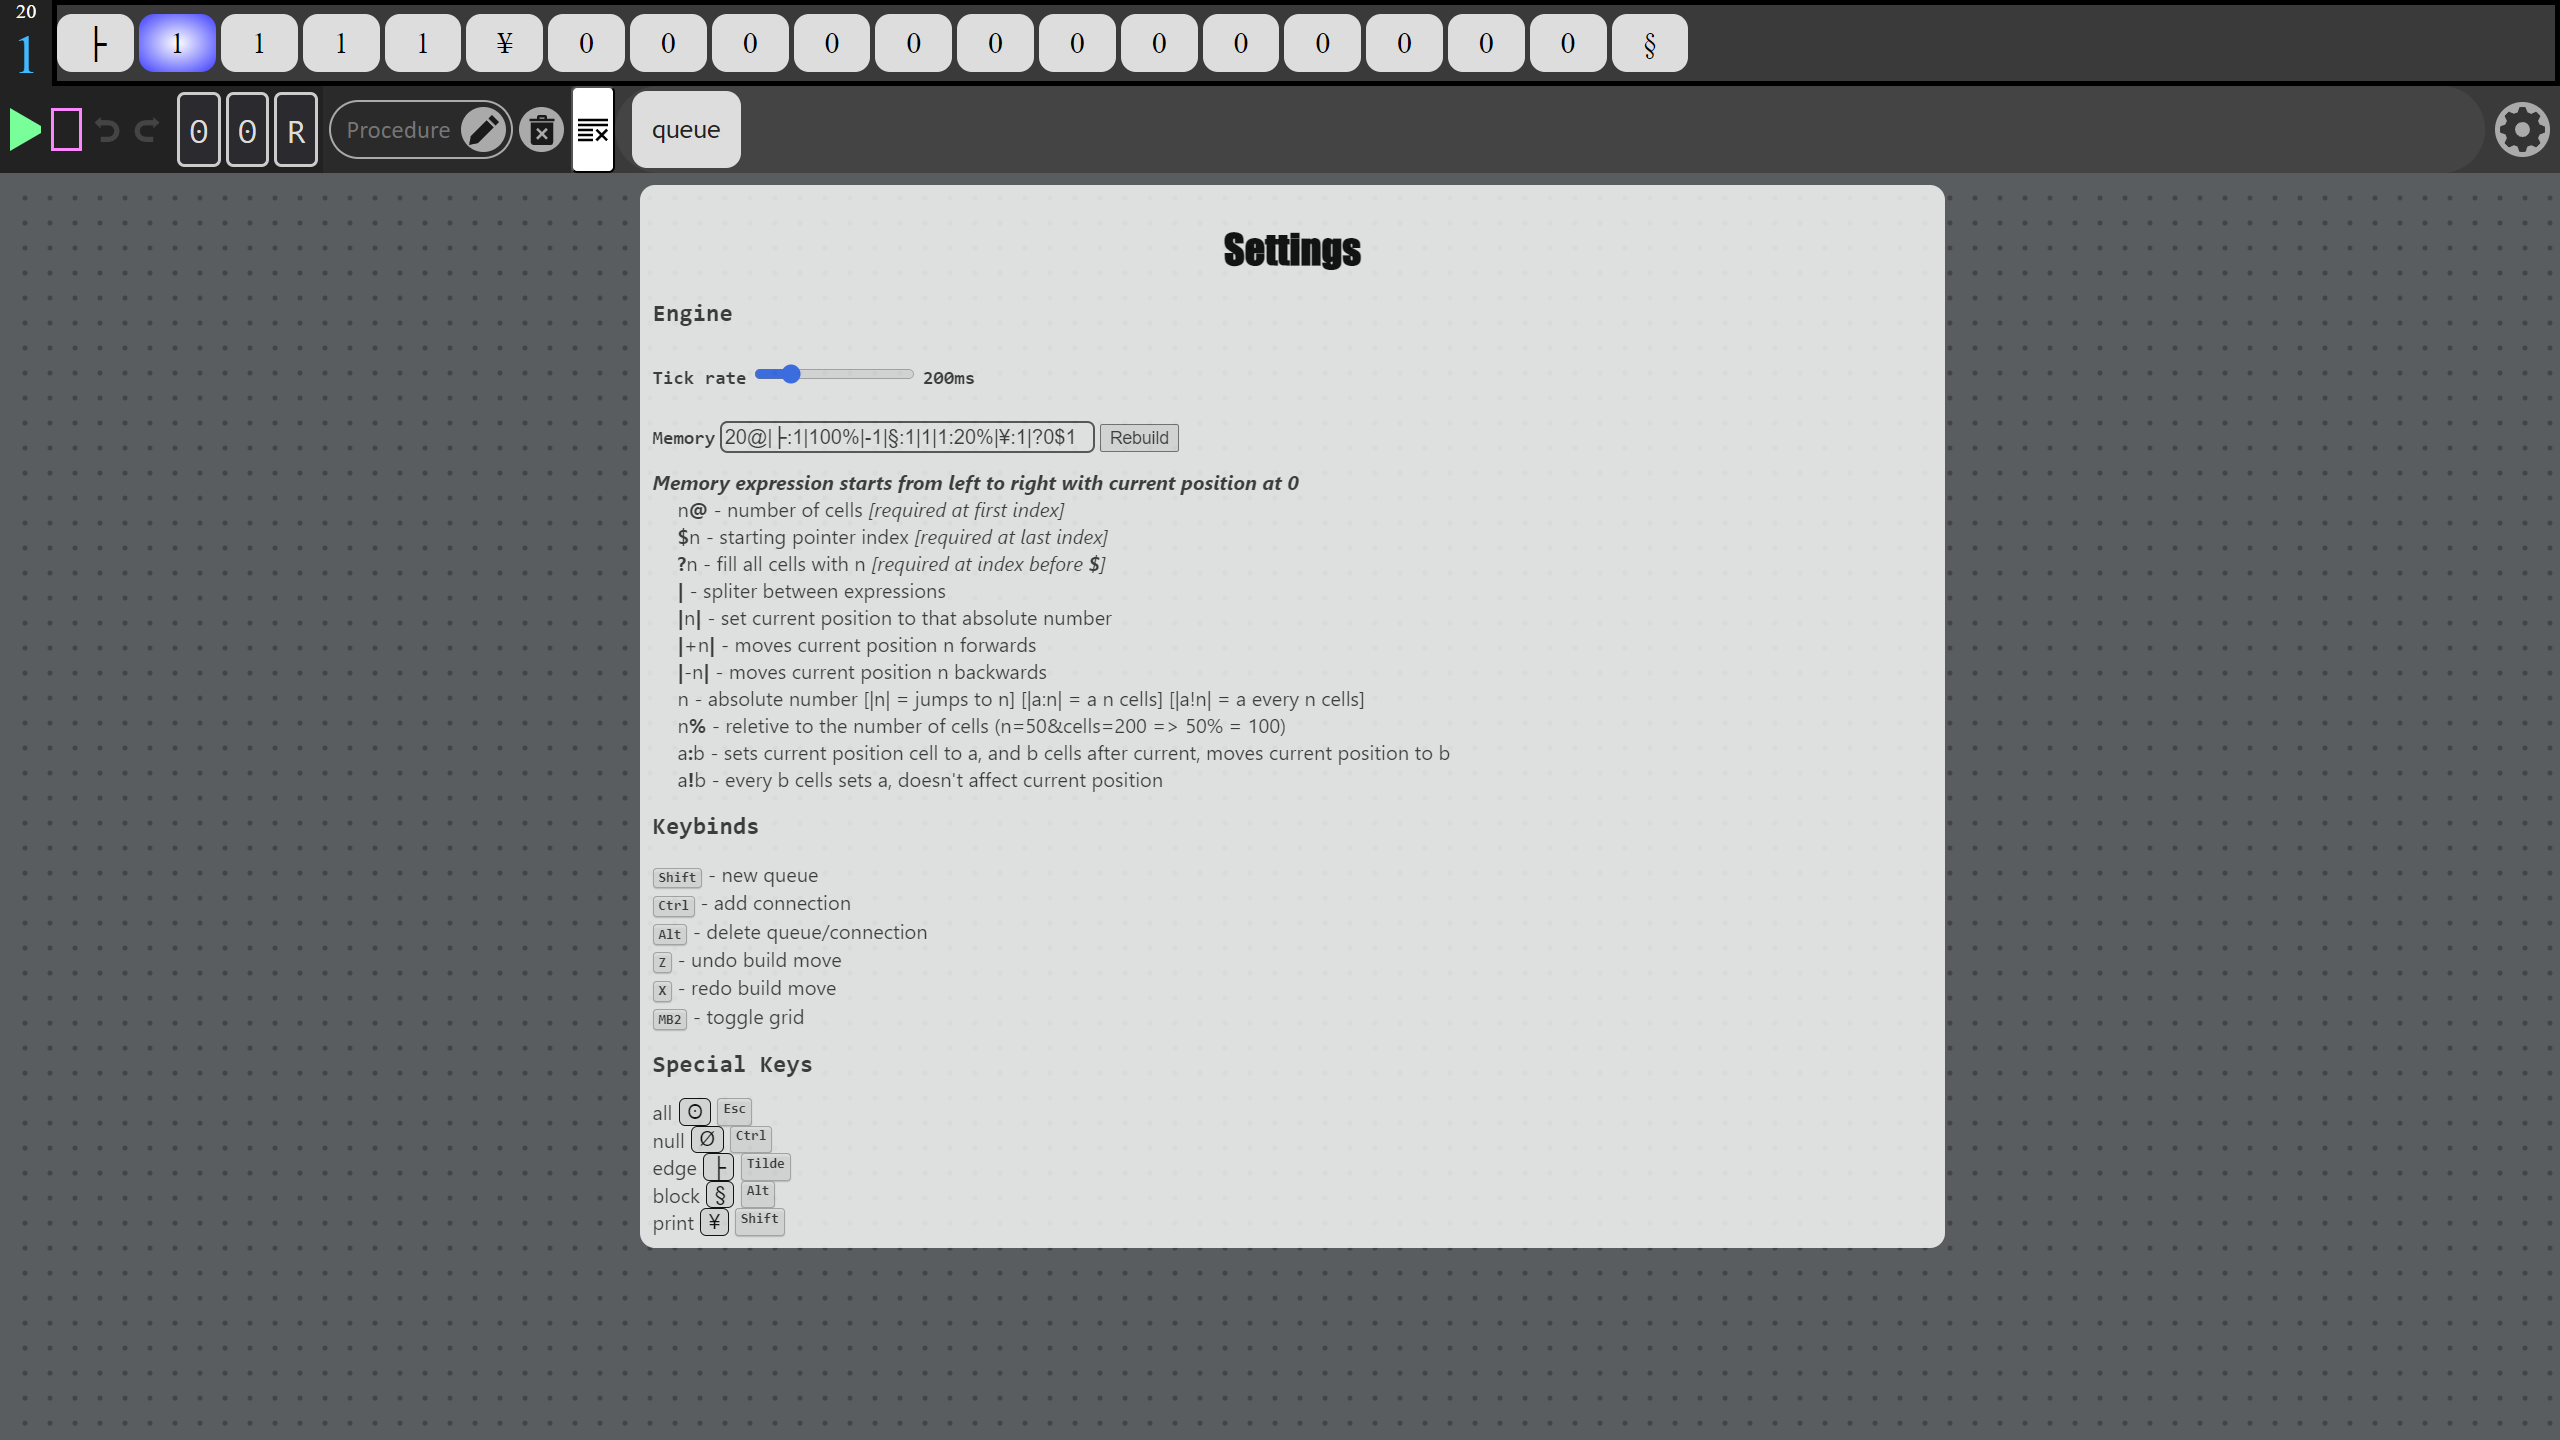 20
1
├ 1 1 1 1 ¥ 0 0 0 0 0 0 0 0 0 0 0 0 0 §
0 0 R Procedure queue
Settings
Engine
Tick rate 200ms
Memory 20@|├:1|100%|-1|§:1|1|1:20%|¥:1|?0$1 Rebuild
Memory expression starts from left to right with current position at 0
n@ - number of cells [required at first index]
$n - starting pointer index [required at last index]
?n - fill all cells with n [required at index before $]
| - spliter between expressions
|n| - set current position to that absolute number
|+n| - moves current position n forwards
|-n| - moves current position n backwards
n - absolute number [|n| = jumps to n] [|a:n| = a n cells] [|a!n| = a every n cells]
n% - reletive to the number of cells (n=50&cells=200 => 50% = 100)
a:b - sets current position cell to a, and b cells after current, moves current position to b
a!b - every b cells sets a, doesn't affect current position
Keybinds
Shift - new queue
Ctrl - add connection
Alt - delete queue/connection
Z - undo build move
X - redo build move
MB2 - toggle grid
Special Keys
all ʘ Esc
null Ø Ctrl
edge ├ Tilde
block § Alt
print ¥ Shift